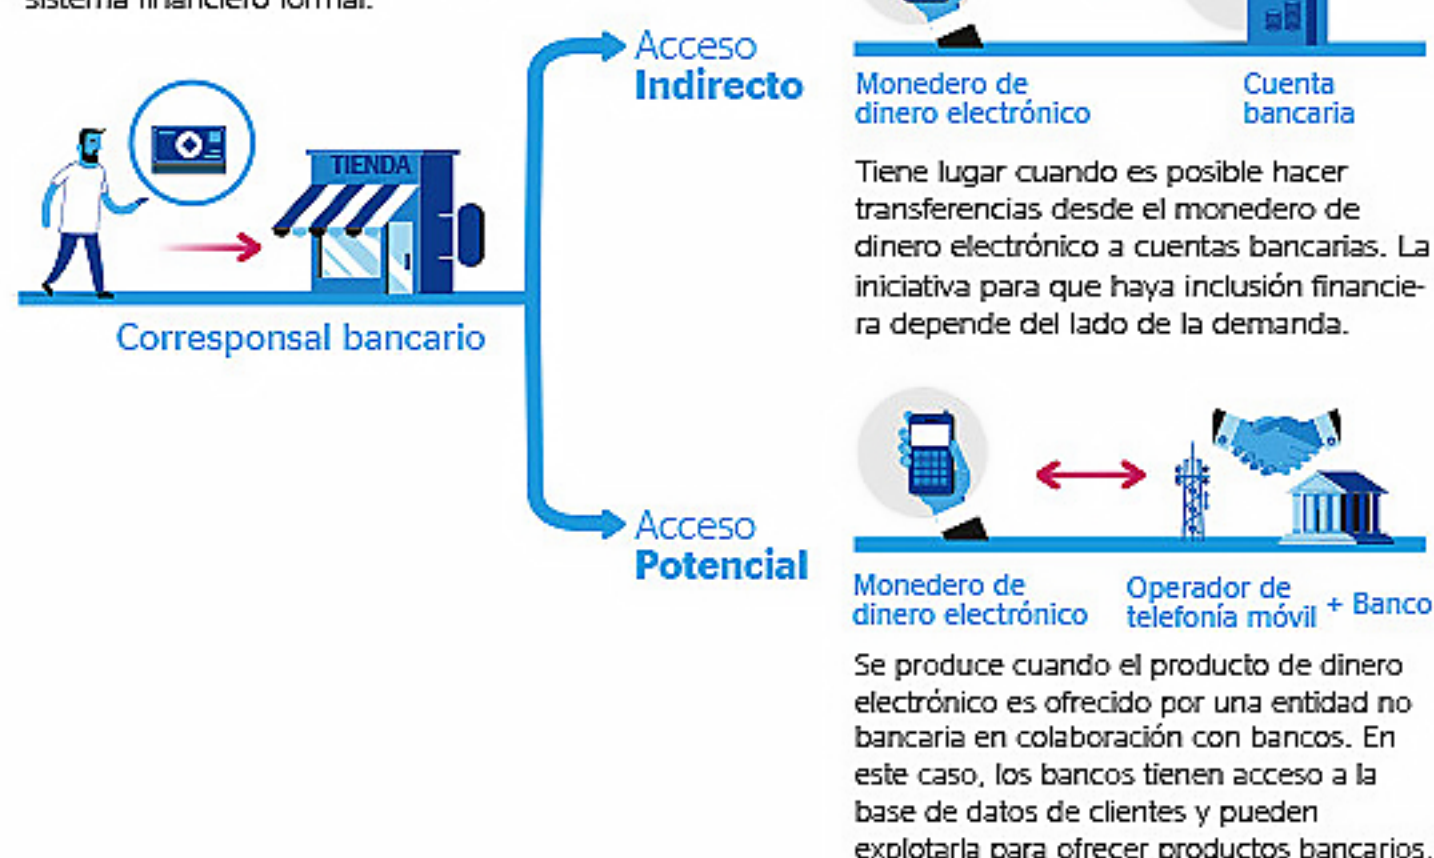 sistema financiero formal.
TIENDA
Corresponsal bancario
Acceso
Indirecto
Monedero de
dinero electrónico
Cuenta
bancaria
Tiene lugar cuando es posible hacer
transferencias desde el monedero de
dinero electrónico a cuentas bancarias. La
iniciativa para que haya inclusión financie-
ra depende del lado de la demanda.
Acceso
Potencial
Monedero de
dinero electrónico
Operador de
telefonía móvil
+ Banco
Se produce cuando el producto de dinero
electrónico es ofrecido por una entidad no
bancaria en colaboración con bancos. En
este caso, los bancos tienen acceso a la
base de datos de clientes y pueden
explotarla para ofrecer productos bancarios.